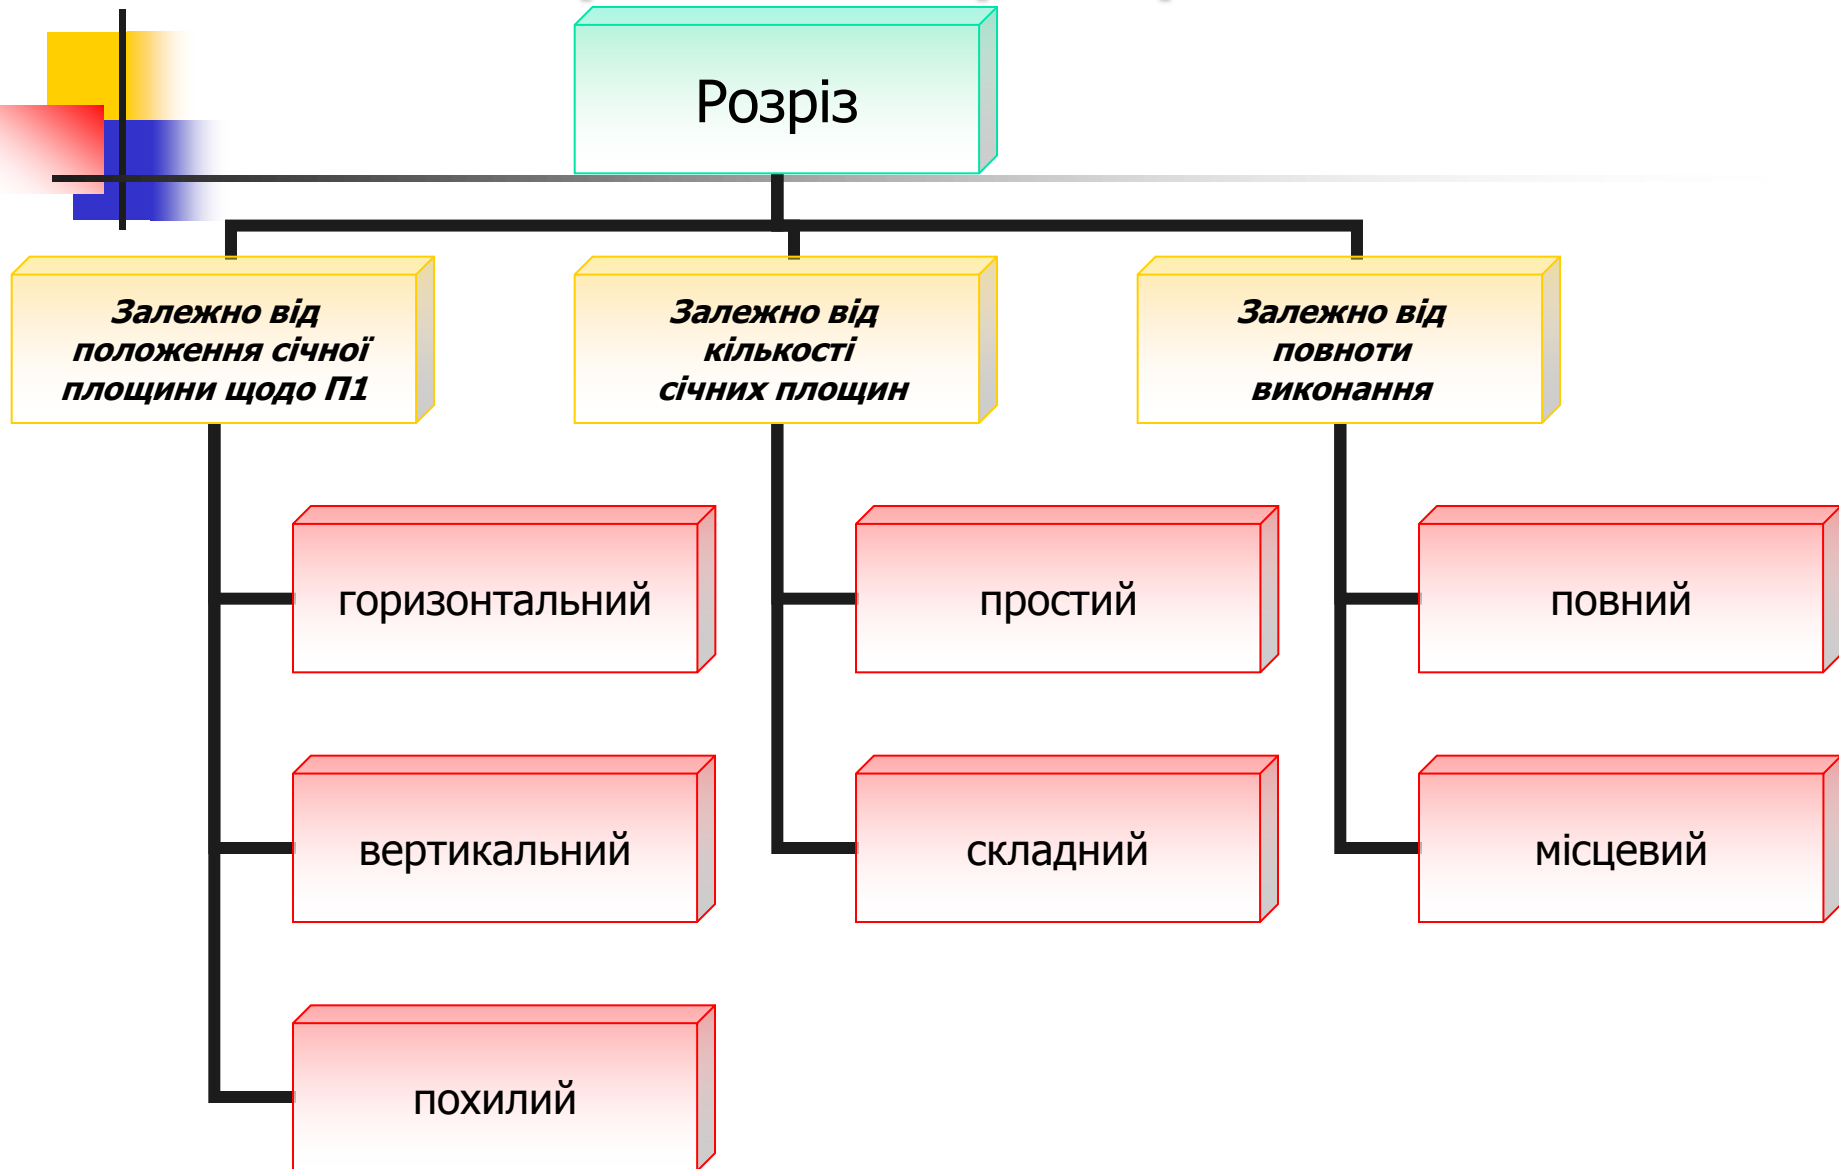 Розріз
Залежно від
положення січної
площини щодо П1
Залежно від
кількості
січних площин
Залежно від
повноти
виконання
горизонтальний
простий
повний
вертикальний
складний
місцевий
похилий